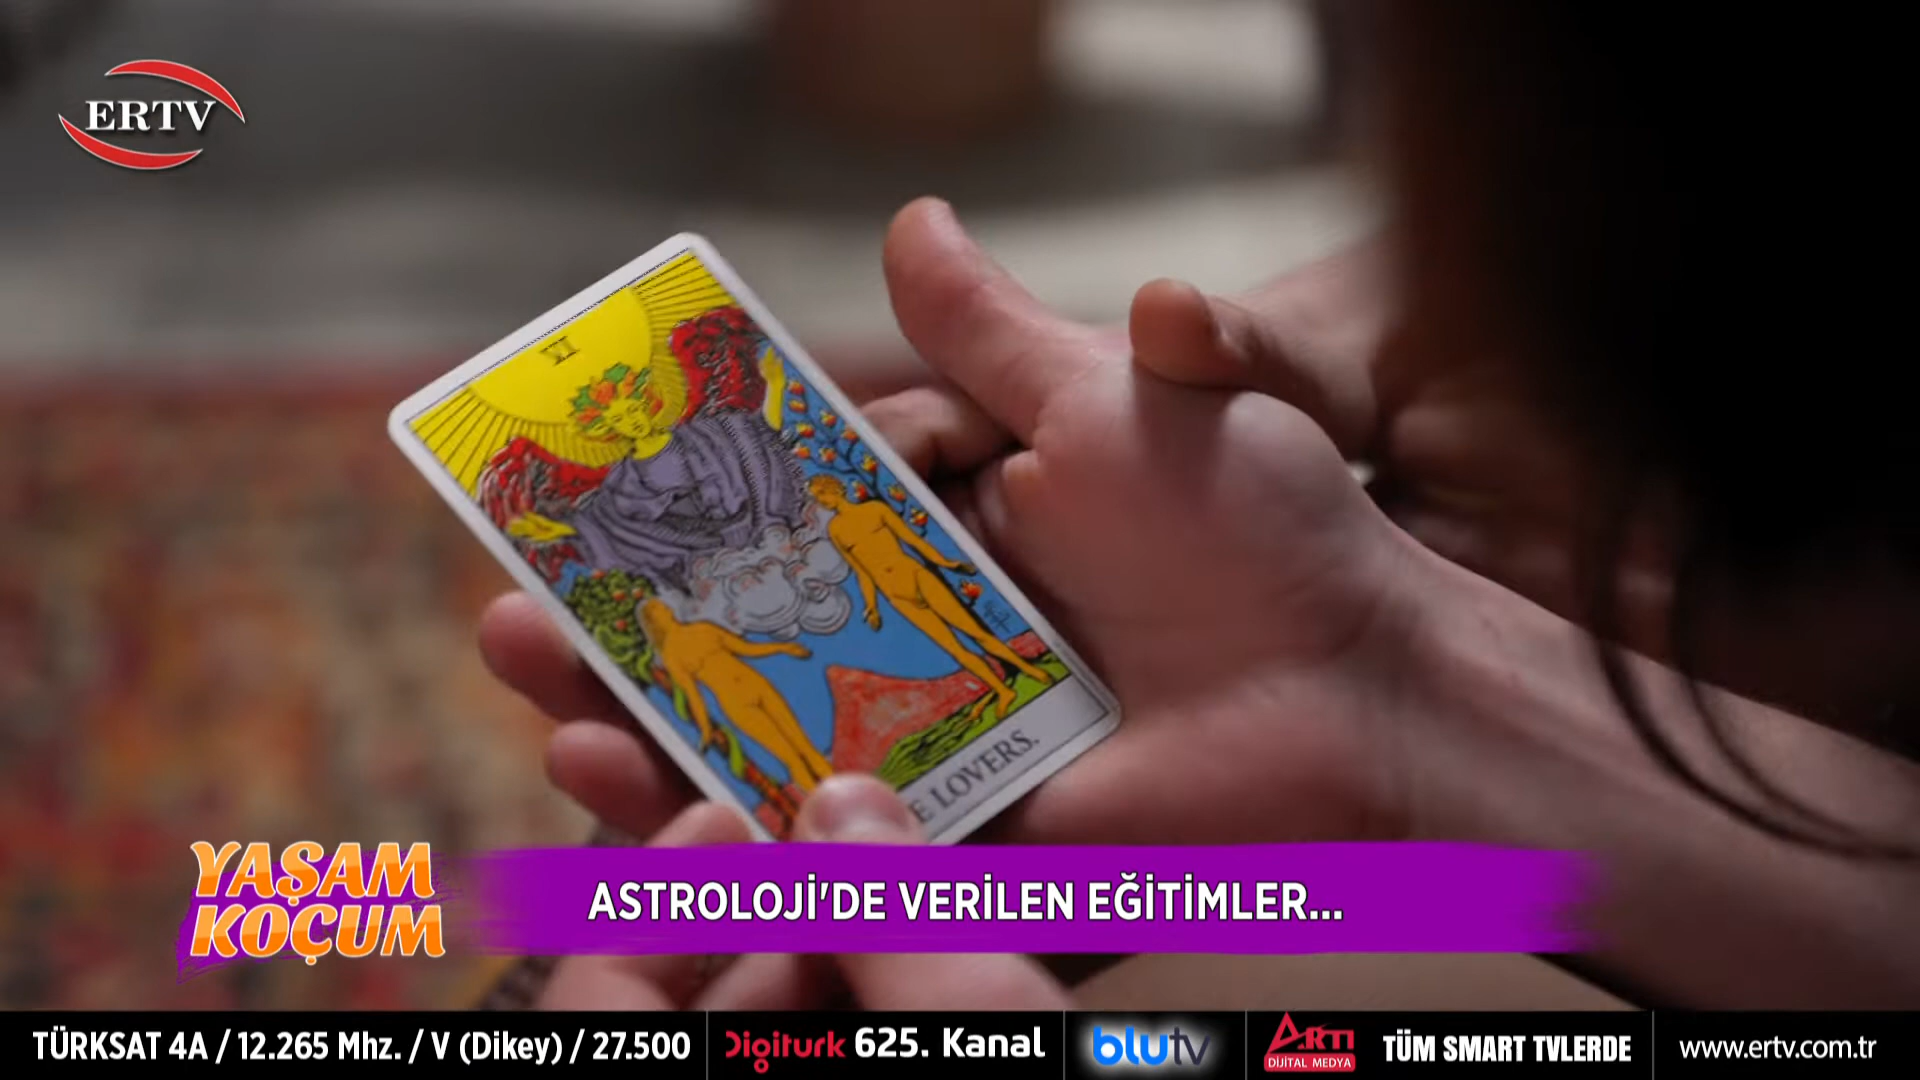 ERTV
VI
E LOVERS.
YAŞAM
KOÇUM
ASTROLOJİ'DE VERİLEN EĞİTİMLER...
TÜRKSAT 4A / 12.265 Mhz. / V (Dikey) / 27.500
Digiturk 625. Kanal
blutv
ARTI
DİJİTAL MEDYA
TÜM SMART TVLERDE
www.ertv.com.tr